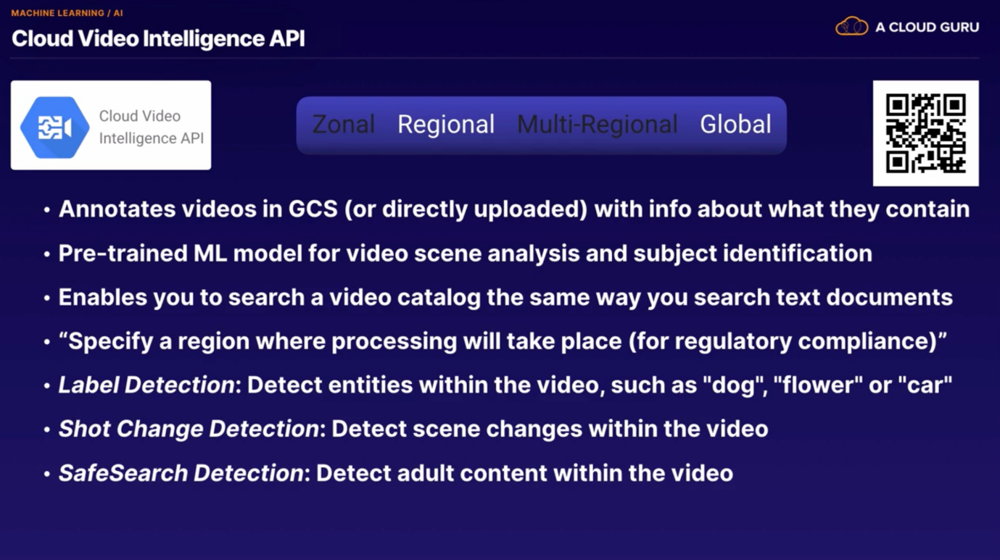 MACHINE LEARNING / AI
Cloud Video Intelligence API
A CLOUD GURU
Cloud Video
Intelligence API
Zonal Regional Multi-Regional Global
• Annotates videos in GCS (or directly uploaded) with info about what they contain
• Pre-trained ML model for video scene analysis and subject identification
• Enables you to search a video catalog the same way you search text documents
• “Specify a region where processing will take place (for regulatory compliance)”
• Label Detection: Detect entities within the video, such as "dog", "flower" or "car"
• Shot Change Detection: Detect scene changes within the video
• SafeSearch Detection: Detect adult content within the video